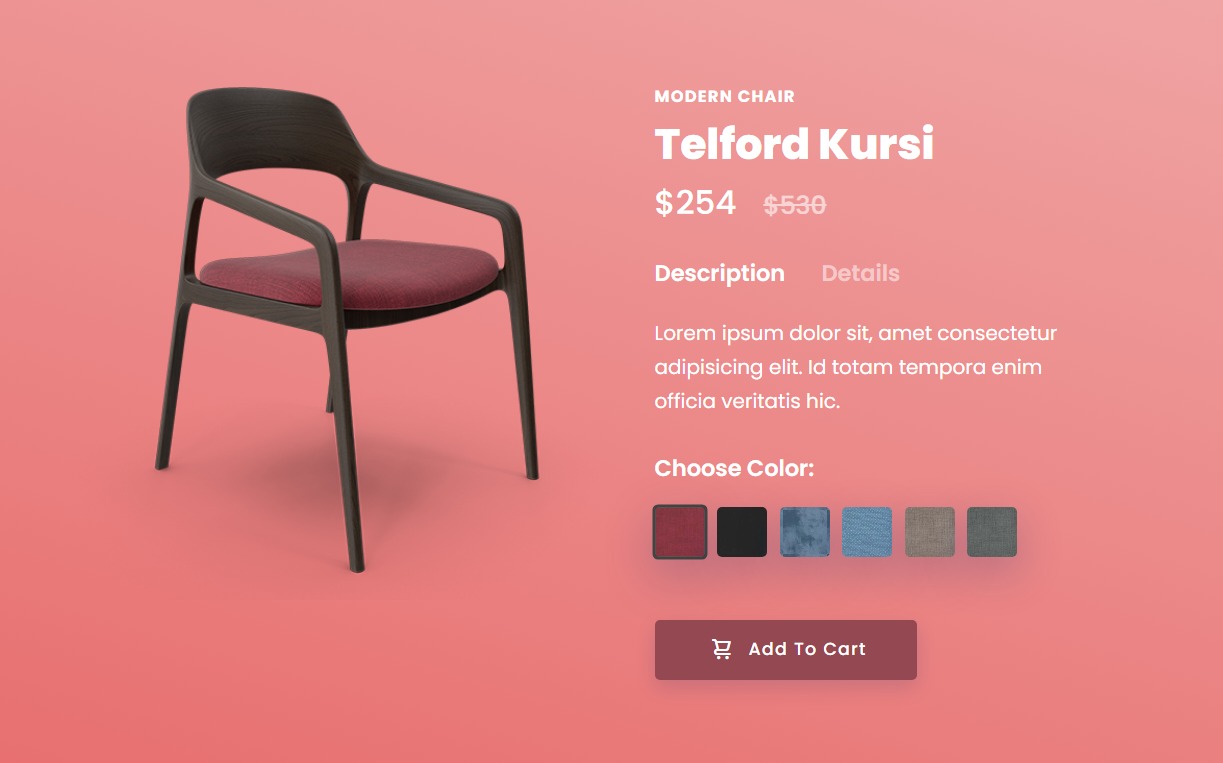 MODERN CHAIR
Telford Kursi
$254 $530
Description Details
Lorem ipsum dolor sit, amet consectetur
adipisicing elit. Id totam tempora enim
officia veritatis hic.
Choose Color:
Add To Cart